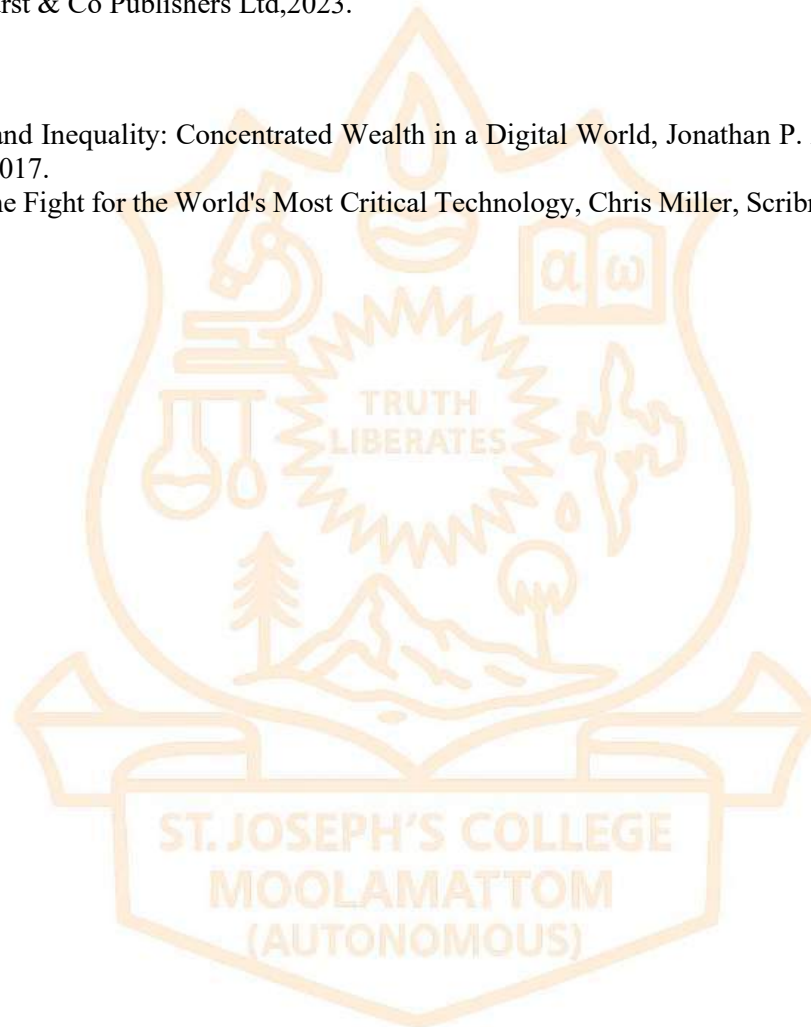 rst & Co Publishers Ltd,2023.
and Inequality: Concentrated Wealth in a Digital World, Jonathan P.
017.
ne Fight for the World's Most Critical Technology, Chris Miller, Scribn
α ω
TRUTH
LIBERATES
ST. JOSEPH'S COLLEGE
MOOLAMATTOM
(AUTONOMOUS)